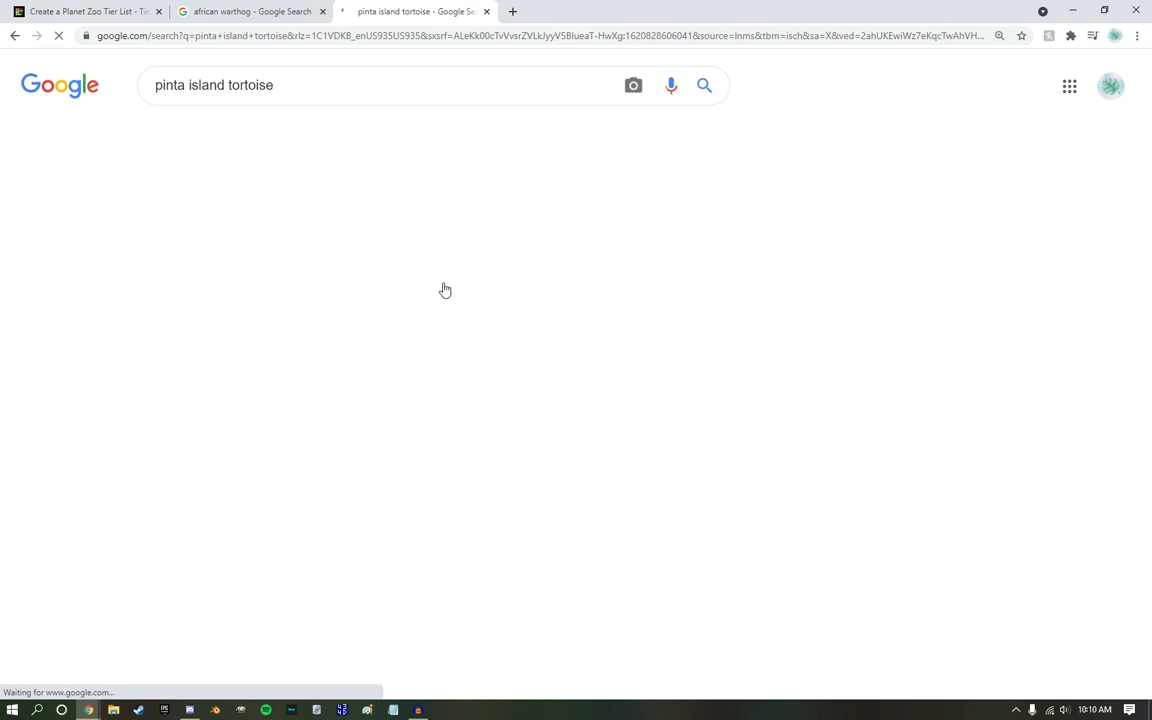 Create a Planet Zoo Tier List - Tie
african warthog - Google Search
pinta island tortoise - Google Se
google.com/search?q=pinta+island+tortoise&rlz=1C1VDKB_enUS935US935&sxsrf=ALeKk00cTvVvsrZVLkJyyV5BlueaT-HwXg:1620828606041&source=lnms&tbm=isch&sa=X&ved=2ahUKEwiWz7eKqcTwAhVH...
Google
pinta island tortoise
Waiting for www.google.com...
10:10 AM